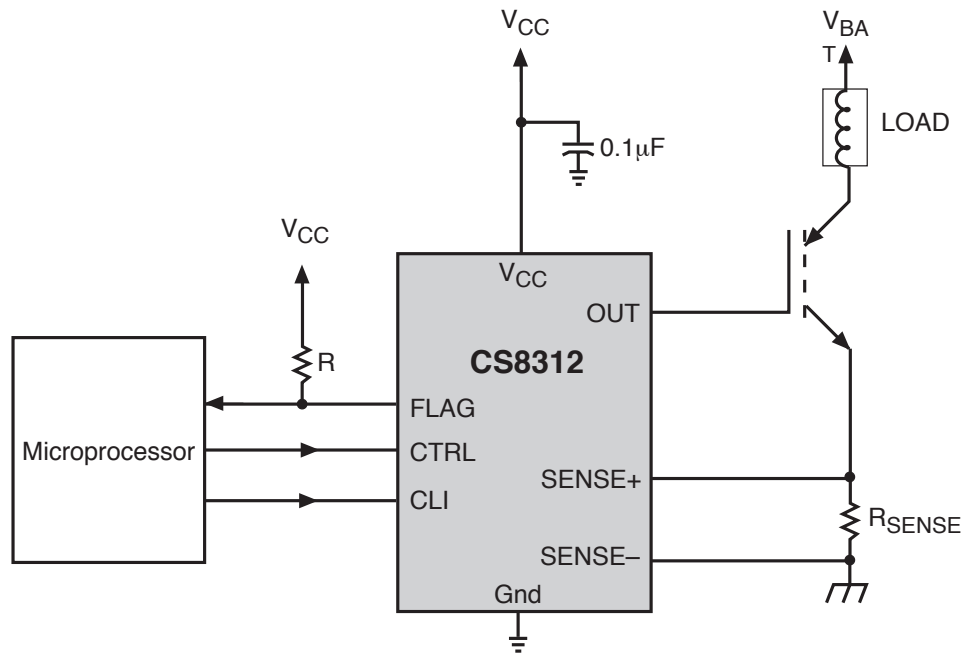 VCC
VBA
T
LOAD
0.1μF
VCC
VCC
OUT
CS8312
R
FLAG
Microprocessor
CTRL
SENSE+
CLI
RSENSE
SENSE–
Gnd